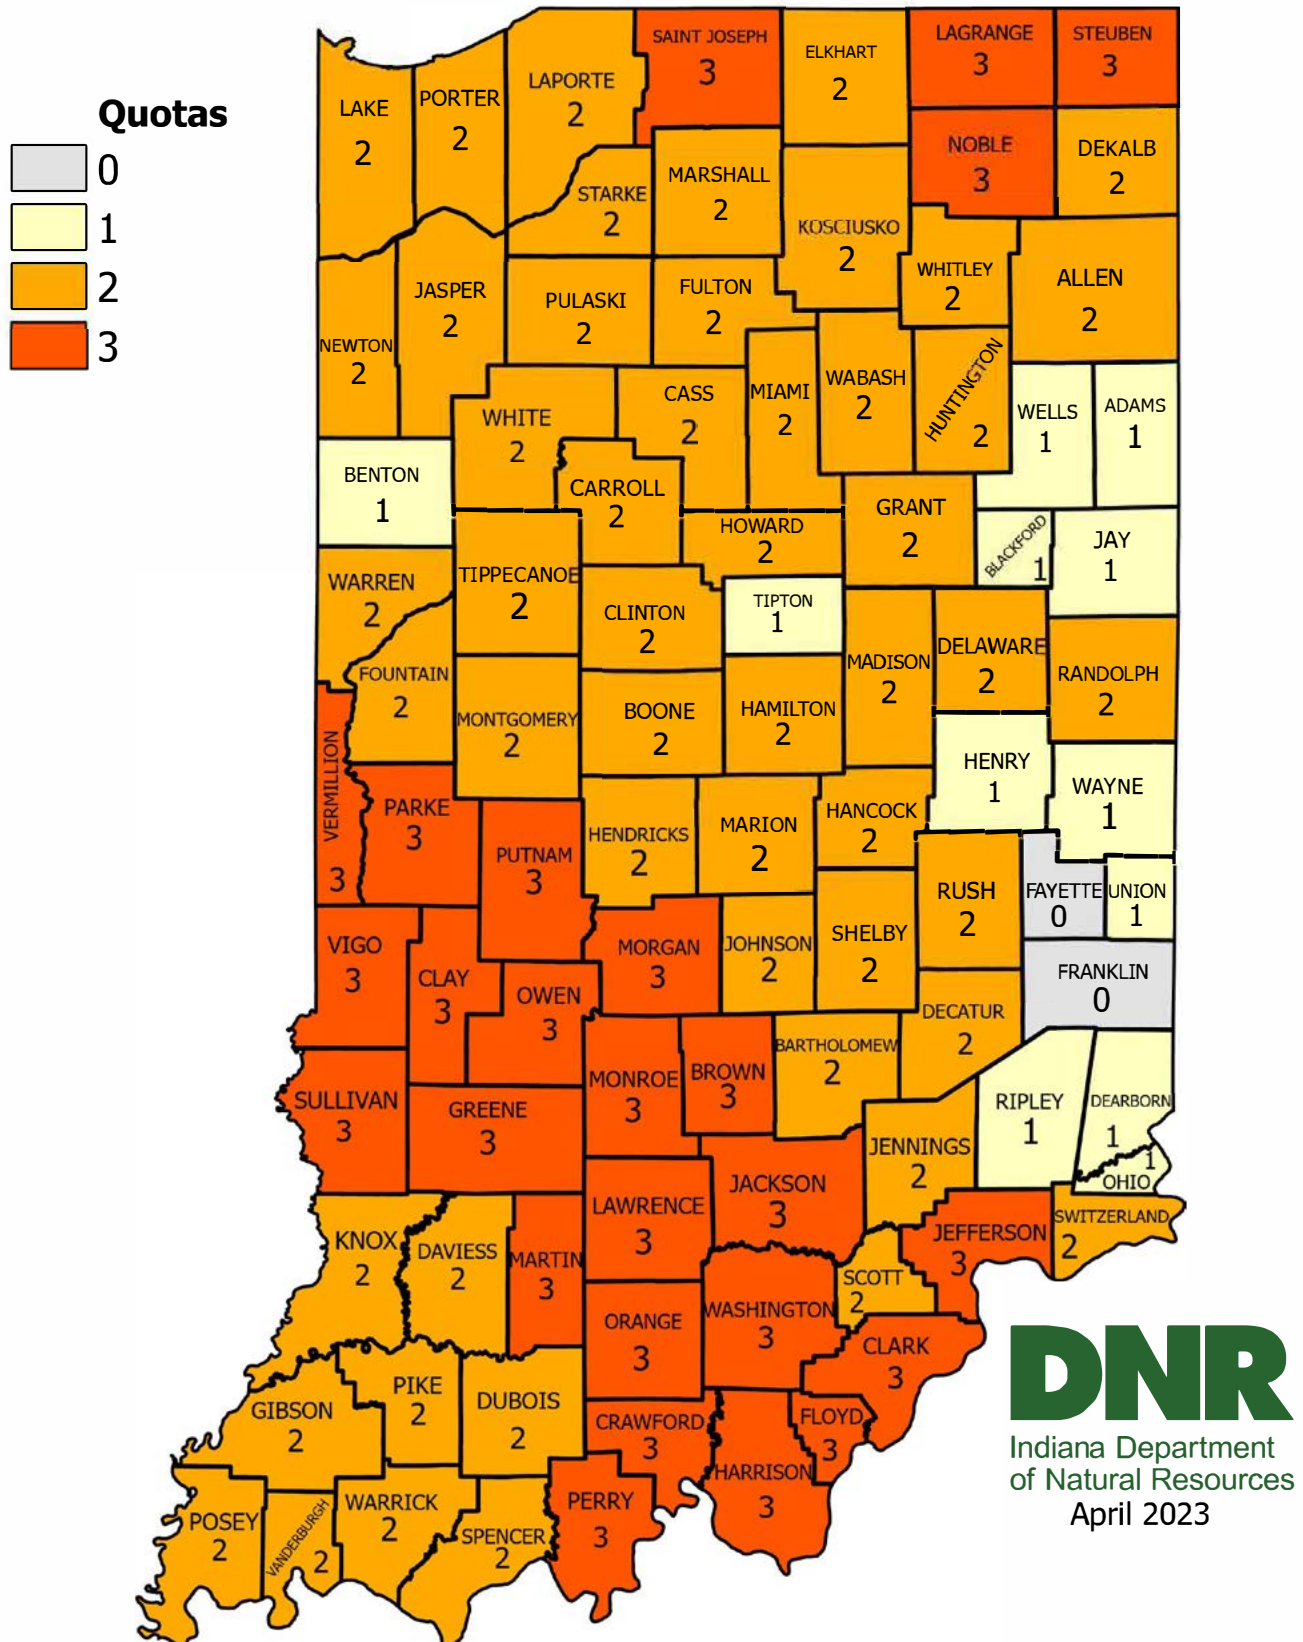 Quotas
0
1
2
3
LAKE
2
PORTER
2
LAPORTE
2
SAINT JOSEPH
3
ELKHART
2
LAGRANGE
3
STEUBEN
3
NOBLE
3
DEKALB
2
STARKE
2
MARSHALL
2
KOSCIUSKO
2
WHITLEY
2
ALLEN
2
NEWTON
2
JASPER
2
PULASKI
2
FULTON
2
WHITE
2
CASS
2
MIAMI
2
WABASH
2
HUNTINGTON
2
WELLS
1
ADAMS
1
BENTON
1
CARROLL
2
HOWARD
2
GRANT
2
BLACKFORD
1
JAY
1
WARREN
2
TIPPECANOE
2
CLINTON
2
TIPTON
1
MADISON
2
DELAWARE
2
RANDOLPH
2
FOUNTAIN
2
MONTGOMERY
2
BOONE
2
HAMILTON
2
HENRY
1
WAYNE
1
VERMILLION
3
PARKE
3
PUTNAM
3
HENDRICKS
2
MARION
2
HANCOCK
2
RUSH
2
FAYETTE
0
UNION
1
VIGO
3
CLAY
3
OWEN
3
MORGAN
3
JOHNSON
2
SHELBY
2
FRANKLIN
0
DECATUR
2
SULLIVAN
3
GREENE
3
MONROE
3
BROWN
3
BARTHOLOMEW
2
RIPLEY
1
DEARBORN
1
1
OHIO
JENNINGS
2
JACKSON
3
LAWRENCE
3
KNOX
2
DAVIESS
2
MARTIN
3
JEFFERSON
3
SWITZERLAND
2
SCOTT
2
ORANGE
3
WASHINGTON
3
CLARK
3
GIBSON
2
PIKE
2
DUBOIS
2
CRAWFORD
3
FLOYD
3
HARRISON
3
POSEY
2
VANDERBURGH
2
WARRICK
2
SPENCER
2
PERRY
3
DNR
Indiana Department
of Natural Resources
April 2023